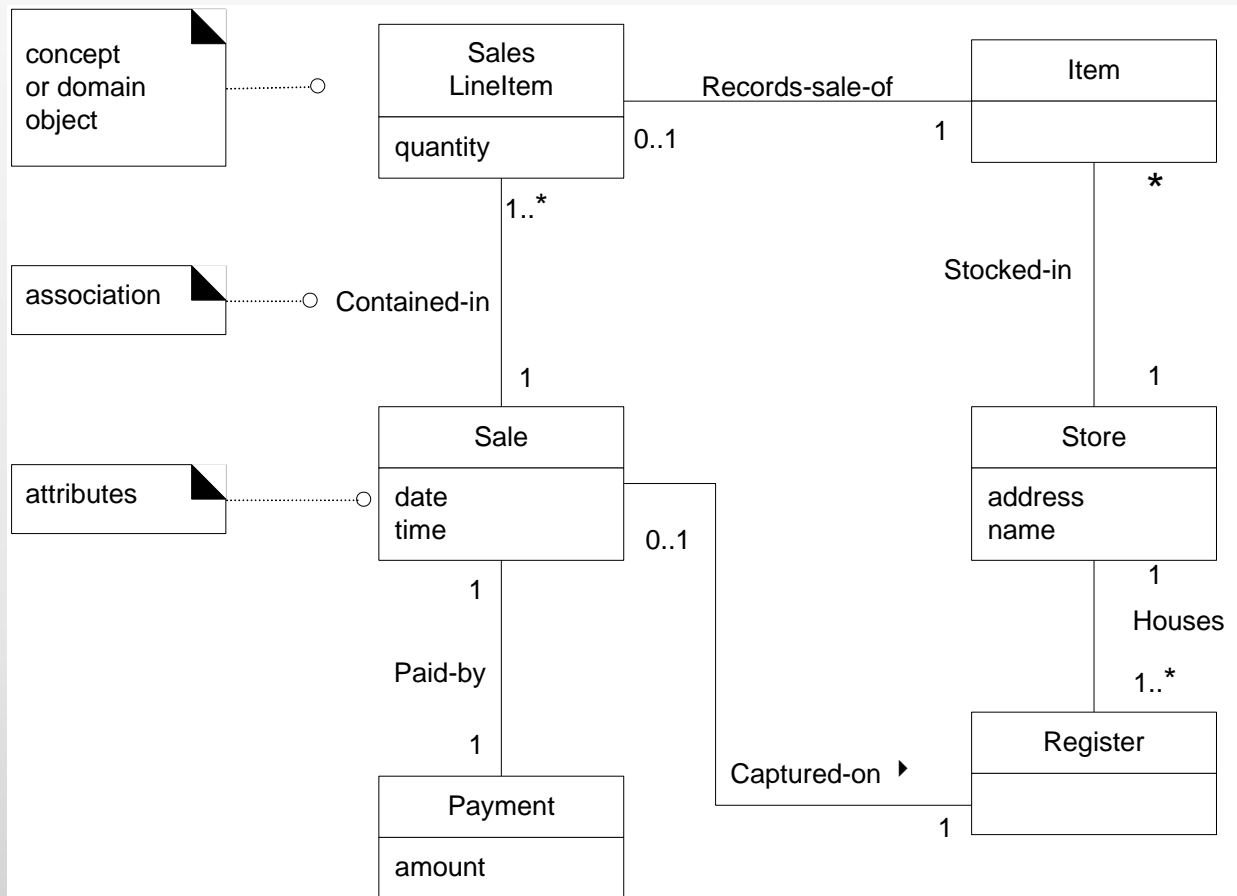 concept
or domain
object
Sales
LineItem
quantity
Records-sale-of
0..1
1
Item
*
1..*
Stocked-in
association
Contained-in
1
1
Sale
date
time
Store
address
name
attributes
0..1
1
1
Houses
Paid-by
1..*
1
Register
Captured-on
1
Payment
amount